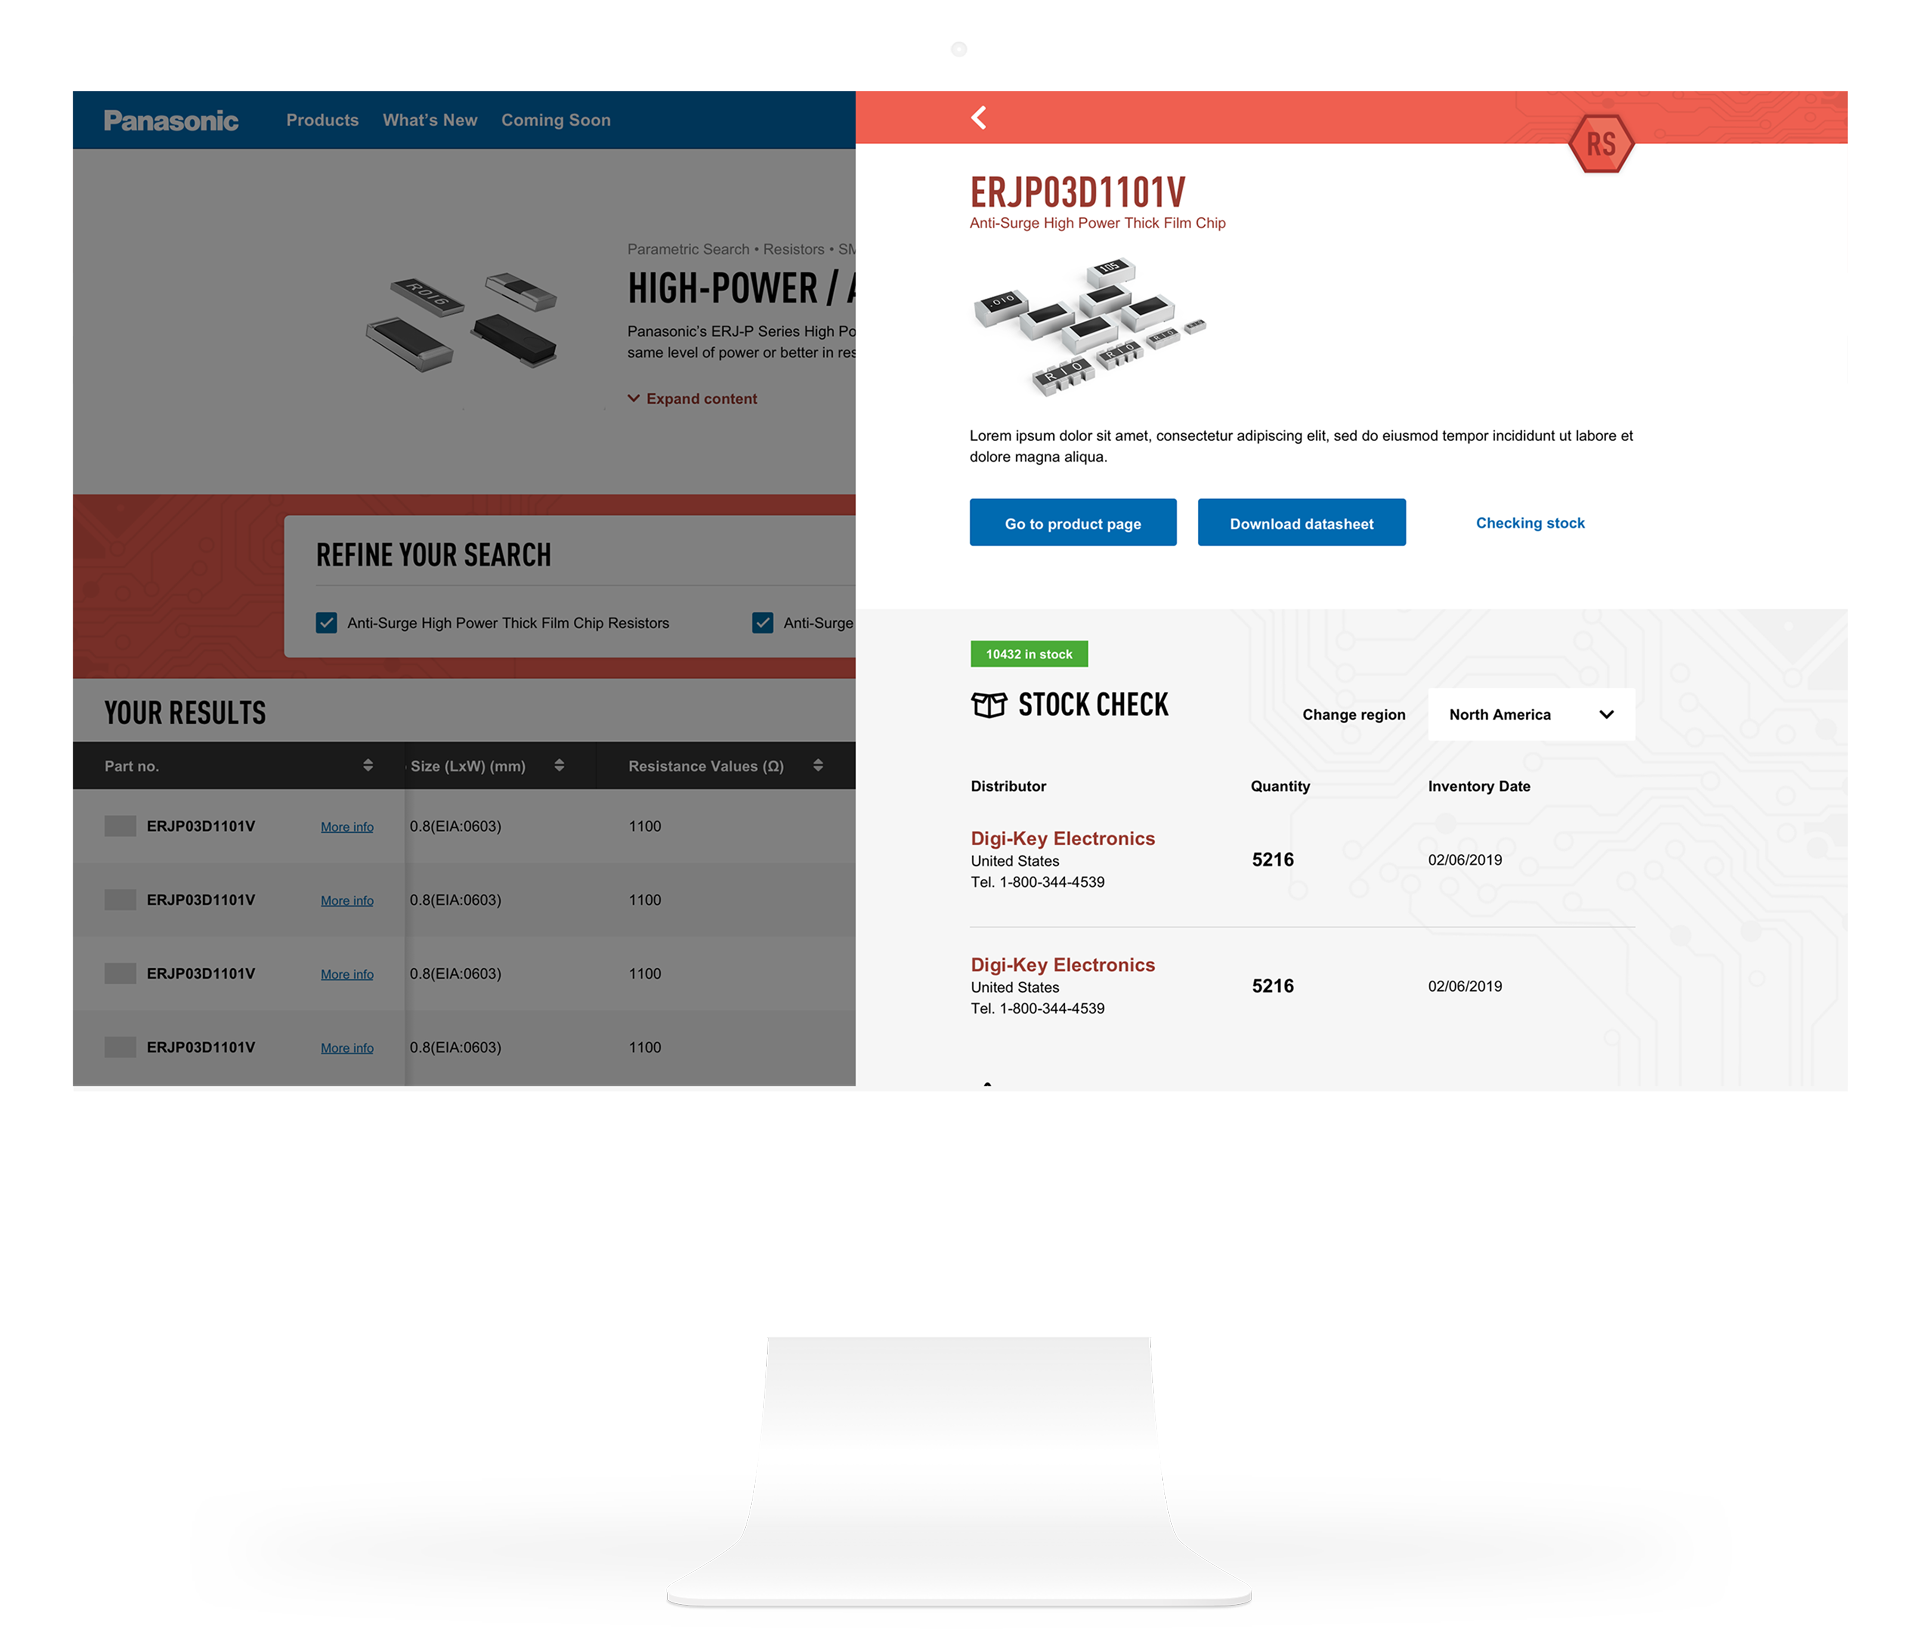 Panasonic
Products
What's New
Coming Soon
Parametric Search • Resistors • SM
HIGH-POWER / A
Panasonic's ERJ-P Series High Po
same level of power or better in res
Expand content
R016
REFINE YOUR SEARCH
Anti-Surge High Power Thick Film Chip Resistors
Anti-Surge
YOUR RESULTS
Part no.
Size (LxW) (mm)
Resistance Values (Ω)
ERJP03D1101V More info 0.8(EIA:0603) 1100
ERJP03D1101V More info 0.8(EIA:0603) 1100
ERJP03D1101V More info 0.8(EIA:0603) 1100
ERJP03D1101V More info 0.8(EIA:0603) 1100
RS
ERJP03D1101V
Anti-Surge High Power Thick Film Chip
105
.010
R10
R10
R10
Lorem ipsum dolor sit amet, consectetur adipiscing elit, sed do eiusmod tempor incididunt ut labore et
dolore magna aliqua.
Go to product page
Download datasheet
Checking stock
10432 in stock
STOCK CHECK
Change region
North America
Distributor
Quantity
Inventory Date
Digi-Key Electronics
United States
Tel. 1-800-344-4539
5216
02/06/2019
Digi-Key Electronics
United States
Tel. 1-800-344-4539
5216
02/06/2019